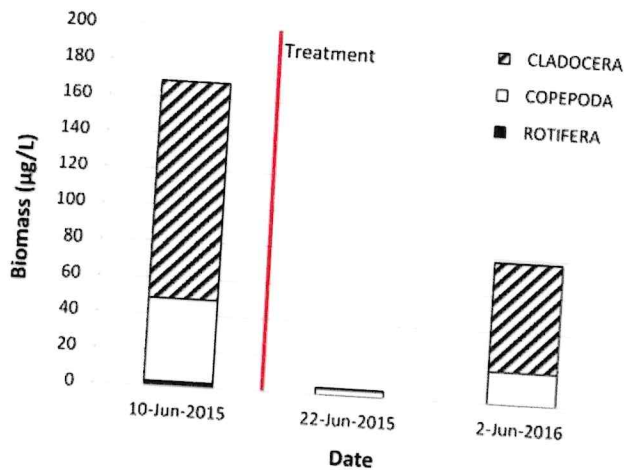 200
180
160
140
120
100
80
60
40
20
0
Biomass (µg/L)
Treatment
CLADOCERA
COPEPODA
ROTIFERA
10-Jun-2015
22-Jun-2015
2-Jun-2016
Date